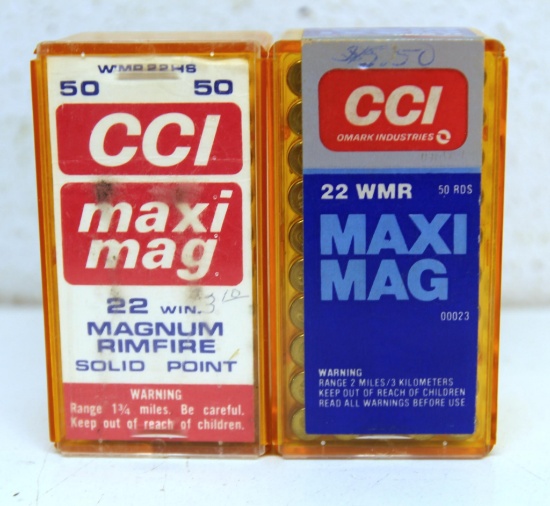 WMR 22HS
50 50
CCI
maxi
mag
22 WIN.
MAGNUM
RIMFIRE
SOLID POINT
WARNING
Range 1¾ miles. Be careful.
Keep out of reach of children.
$5.50
CCI
OMARK INDUSTRIES
22 WMR 50 RDS
MAXI
MAG
00023
WARNING
RANGE 2 MILES/3 KILOMETERS
KEEP OUT OF REACH OF CHILDREN
READ ALL WARNINGS BEFORE USE